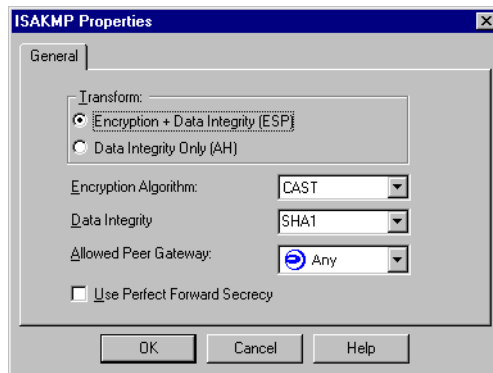 ISAKMP Properties
General
Transform:
Encryption + Data Integrity (ESP)
Data Integrity Only (AH)
Encryption Algorithm:
CAST
Data Integrity
SHA1
Allowed Peer Gateway:
Any
Use Perfect Forward Secrecy
OK
Cancel
Help